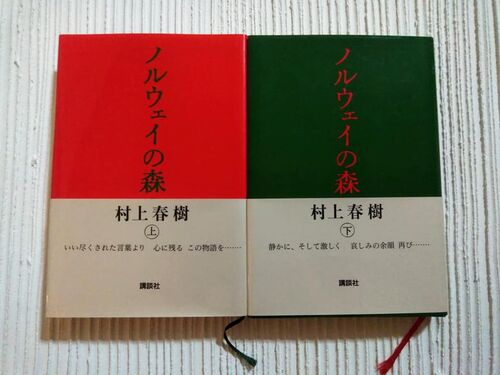 ノルウェイの森
村上春樹
上
いい尽くされた言葉より　心に残る この物語を……
講談社
ノルウェイの森
村上春樹
下
静かに、そして激しく　哀しみの余韻 再び……
講談社